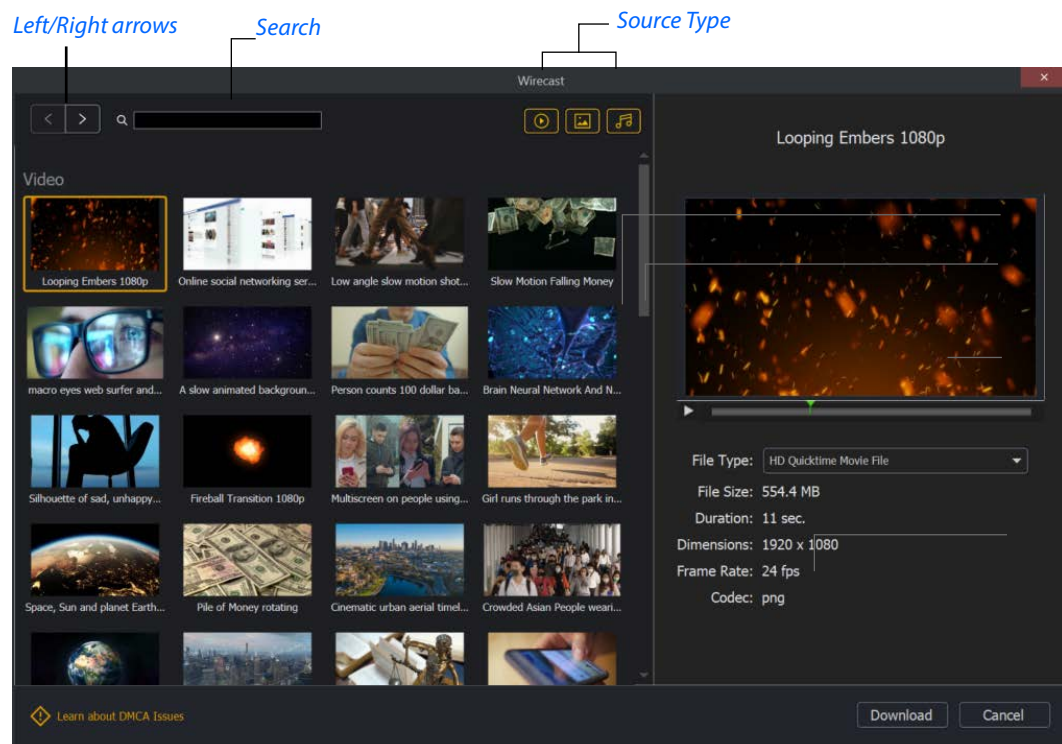 Left/Right arrows
Search
Source Type
Wirecast
Looping Embers 1080p
Video
Looping Embers 1080p
Online social networking ser...
Low angle slow motion shot...
Slow Motion Falling Money
macro eyes web surfer and...
A slow animated backgroun...
Person counts 100 dollar ba...
Brain Neural Network And N...
Silhouette of sad, unhappy...
Fireball Transition 1080p
Multiscreen on people using...
Girl runs through the park in...
Space, Sun and planet Earth...
Pile of Money rotating
Cinematic urban aerial timel...
Crowded Asian People weari...
File Type: HD Quicktime Movie File
File Size: 554.4 MB
Duration: 11 sec.
Dimensions: 1920 x 1080
Frame Rate: 24 fps
Codec: png
Learn about DMCA Issues
Download
Cancel